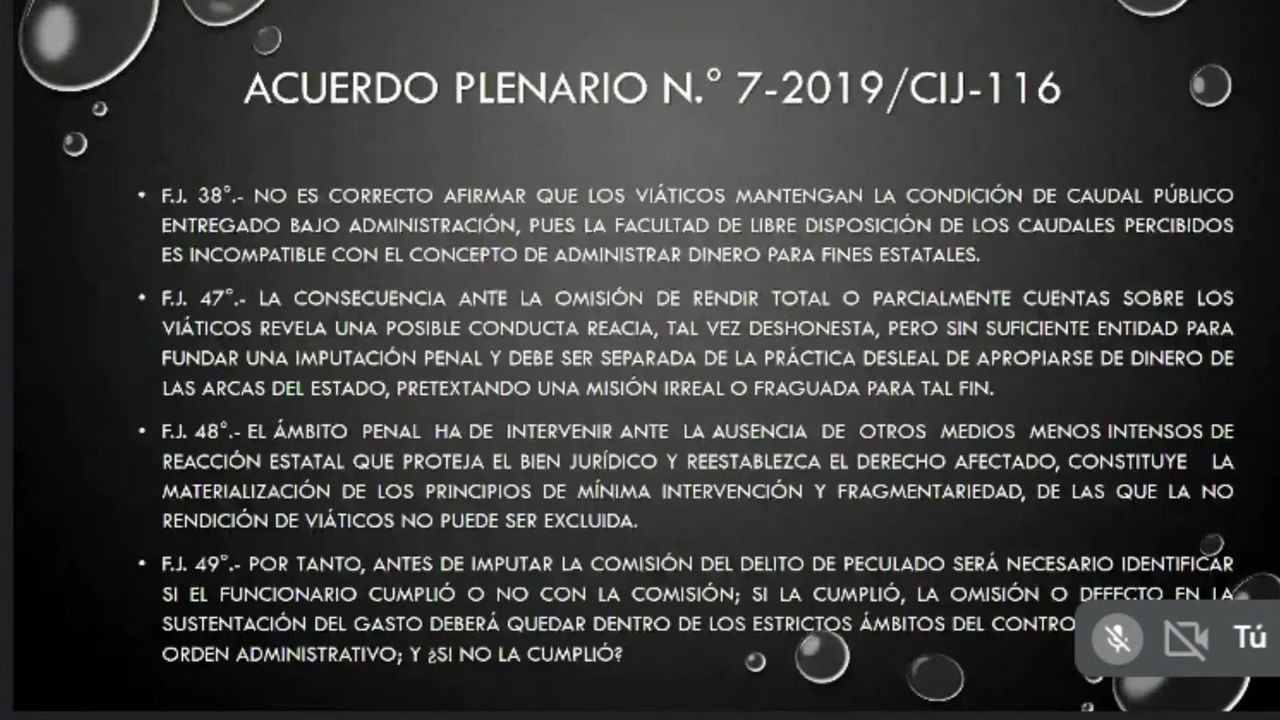 ACUERDO PLENARIO N.° 7-2019/CIJ-116
• F.J. 38°.- NO ES CORRECTO AFIRMAR QUE LOS VIÁTICOS MANTENGAN LA CONDICIÓN DE CAUDAL PÚBLICO
ENTREGADO BAJO ADMINISTRACIÓN, PUES LA FACULTAD DE LIBRE DISPOSICIÓN DE LOS CAUDALES PERCIBIDOS
ES INCOMPATIBLE CON EL CONCEPTO DE ADMINISTRAR DINERO PARA FINES ESTATALES.
• F.J. 47°.- LA CONSECUENCIA ANTE LA OMISIÓN DE RENDIR TOTAL O PARCIALMENTE CUENTAS SOBRE LOS
VIÁTICOS REVELA UNA POSIBLE CONDUCTA REACIA, TAL VEZ DESHONESTA, PERO SIN SUFICIENTE ENTIDAD PARA
FUNDAR UNA IMPUTACIÓN PENAL Y DEBE SER SEPARADA DE LA PRÁCTICA DESLEAL DE APROPIARSE DE DINERO DE
LAS ARCAS DEL ESTADO, PRETEXTANDO UNA MISIÓN IRREAL O FRAGUADA PARA TAL FIN.
• F.J. 48°.- EL ÁMBITO PENAL HA DE INTERVENIR ANTE LA AUSENCIA DE OTROS MEDIOS MENOS INTENSOS DE
REACCIÓN ESTATAL QUE PROTEJA EL BIEN JURÍDICO Y REESTABLEZCA EL DERECHO AFECTADO, CONSTITUYE LA
MATERIALIZACIÓN DE LOS PRINCIPIOS DE MÍNIMA INTERVENCIÓN Y FRAGMENTARIEDAD, DE LAS QUE LA NO
RENDICIÓN DE VIÁTICOS NO PUEDE SER EXCLUIDA.
• F.J. 49°.- POR TANTO, ANTES DE IMPUTAR LA COMISIÓN DEL DELITO DE PECULADO SERÁ NECESARIO IDENTIFICAR
SI EL FUNCIONARIO CUMPLIÓ O NO CON LA COMISIÓN; SI LA CUMPLIÓ, LA OMISIÓN O DEFECTO EN LA
SUSTENTACIÓN DEL GASTO DEBERÁ QUEDAR DENTRO DE LOS ESTRICTOS ÁMBITOS DEL CONTRO
ORDEN ADMINISTRATIVO; Y ¿SI NO LA CUMPLIÓ?
Tú